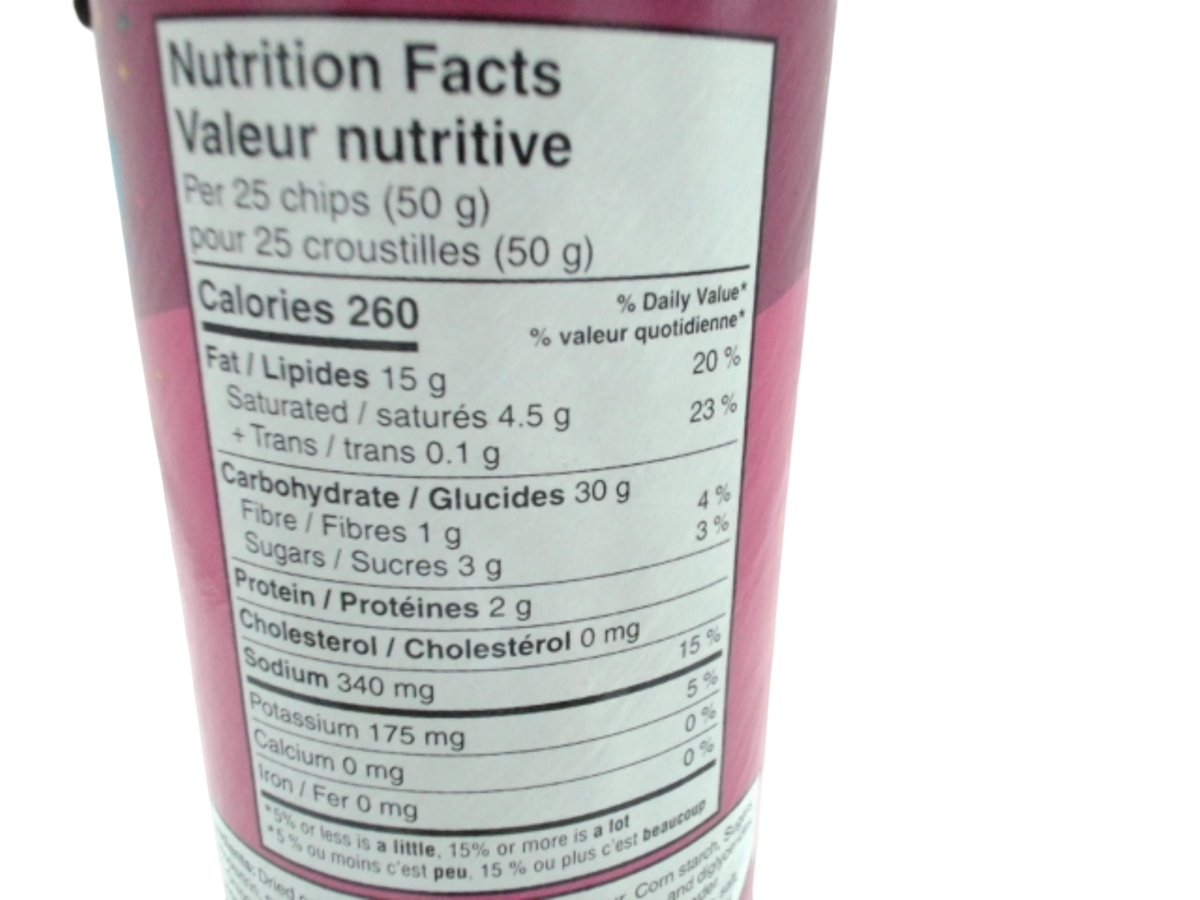 Nutrition Facts
Valeur nutritive
Per 25 chips (50 g)
pour 25 croustilles (50 g)
Calories 260
% Daily Value*
% valeur quotidienne*
Fat / Lipides 15 g 20 %
Saturated / saturés 4.5 g 23 %
+ Trans / trans 0.1 g
Carbohydrate / Glucides 30 g
Fibre / Fibres 1 g 4 %
Sugars / Sucres 3 g 3 %
Protein / Protéines 2 g
Cholesterol / Cholestérol 0 mg
Sodium 340 mg 15 %
Potassium 175 mg 5 %
Calcium 0 mg 0 %
Iron / Fer 0 mg 0 %
*5% or less is a little, 15% or more is a lot
*5 % ou moins c'est peu, 15 % ou plus c'est beaucoup
Dried Corn starch,
and